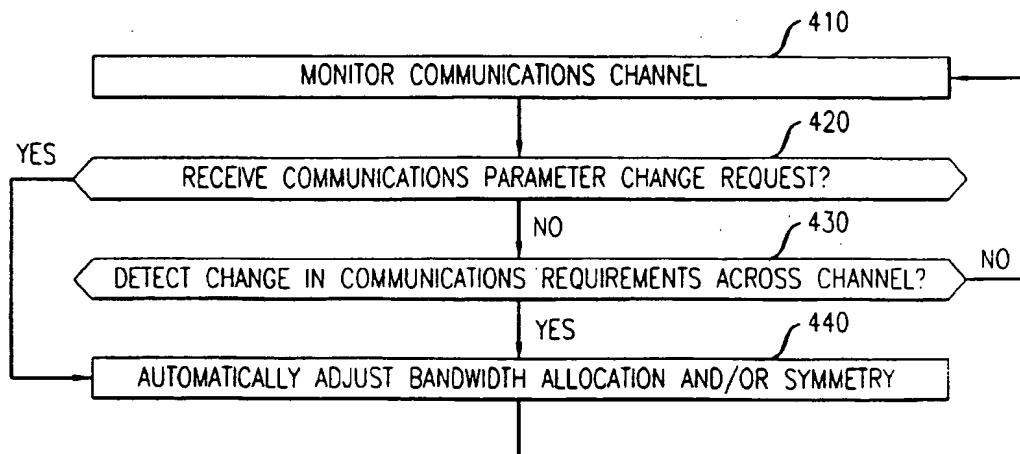 410
MONITOR COMMUNICATIONS CHANNEL
420
YES
RECEIVE COMMUNICATIONS PARAMETER CHANGE REQUEST?
NO
430
DETECT CHANGE IN COMMUNICATIONS REQUIREMENTS ACROSS CHANNEL?
NO
YES
440
AUTOMATICALLY ADJUST BANDWIDTH ALLOCATION AND/OR SYMMETRY